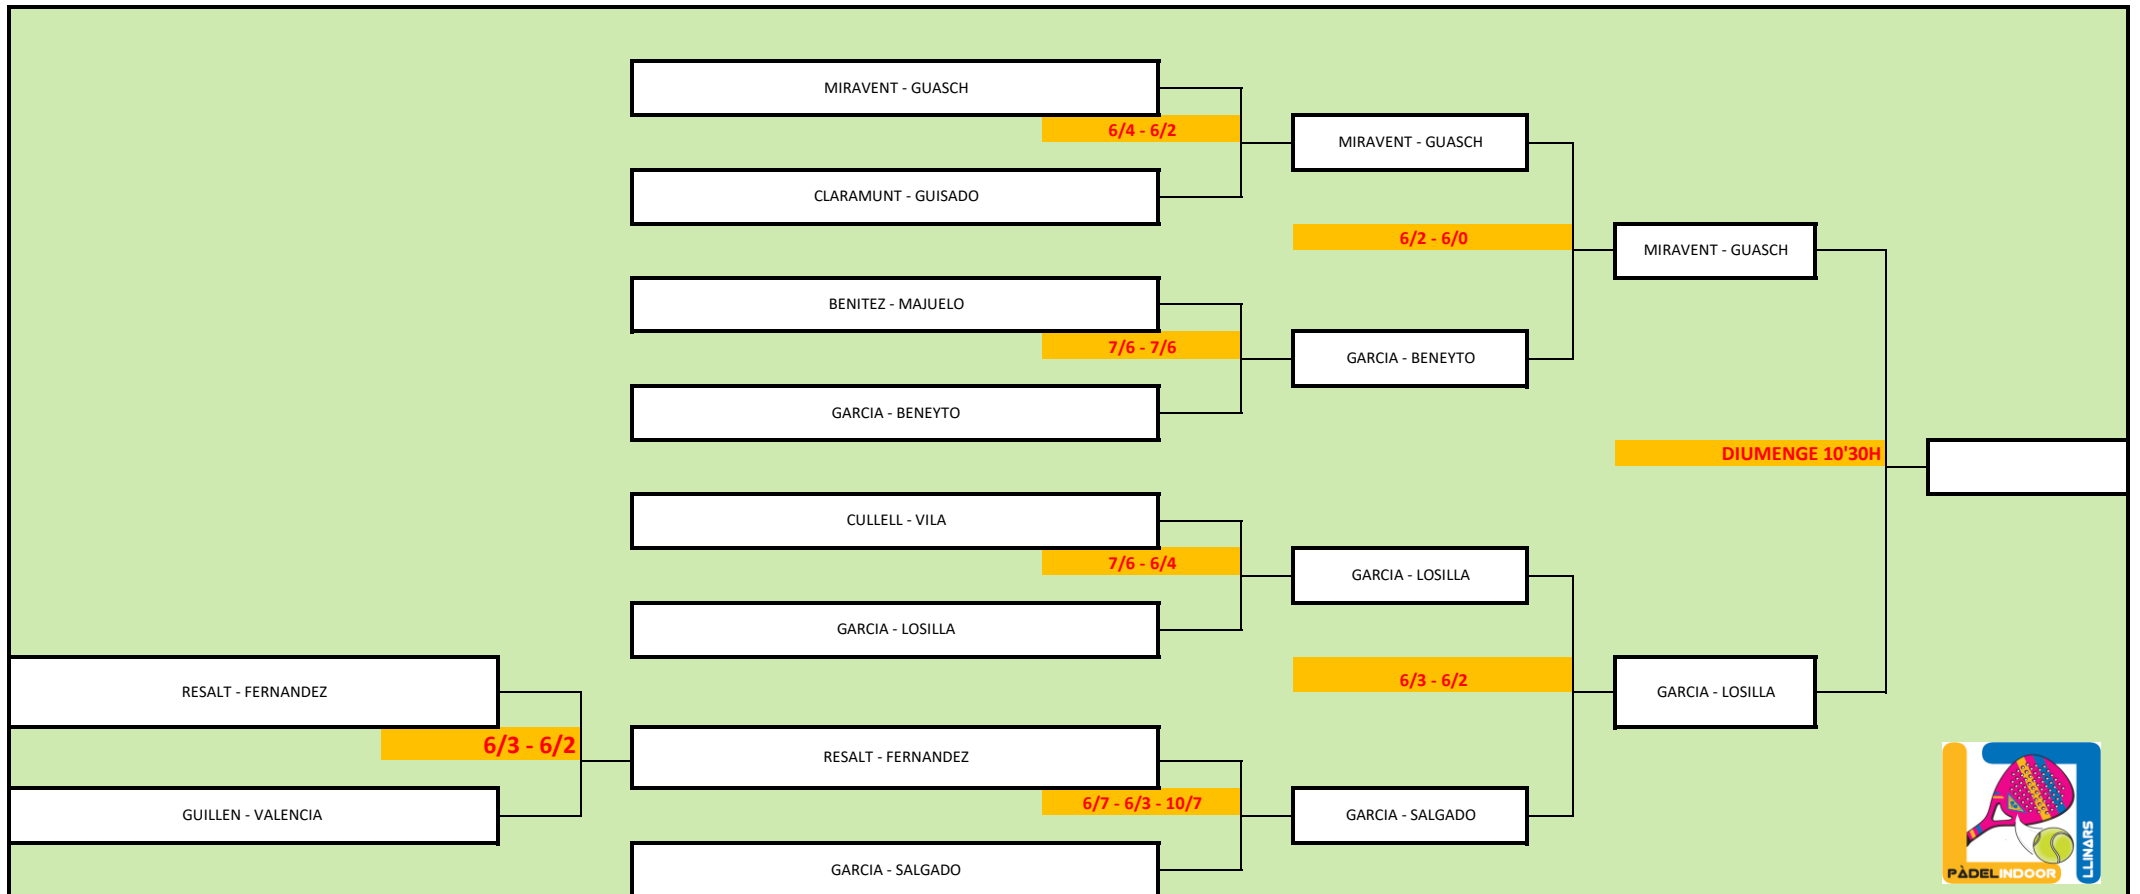 MIRAVENT - GUASCH
6/4 - 6/2
MIRAVENT - GUASCH
CLARAMUNT - GUISADO
6/2 - 6/0
MIRAVENT - GUASCH
BENITEZ - MAJUELO
7/6 - 7/6
GARCIA - BENEYTO
GARCIA - BENEYTO
DIUMENGE 10'30H
CULLELL - VILA
7/6 - 6/4
GARCIA - LOSILLA
GARCIA - LOSILLA
6/3 - 6/2
GARCIA - LOSILLA
RESALT - FERNANDEZ
6/3 - 6/2
RESALT - FERNANDEZ
GUILLEN - VALENCIA
6/7 - 6/3 - 10/7
GARCIA - SALGADO
GARCIA - SALGADO
PÀDELINDOOR
LLINARS